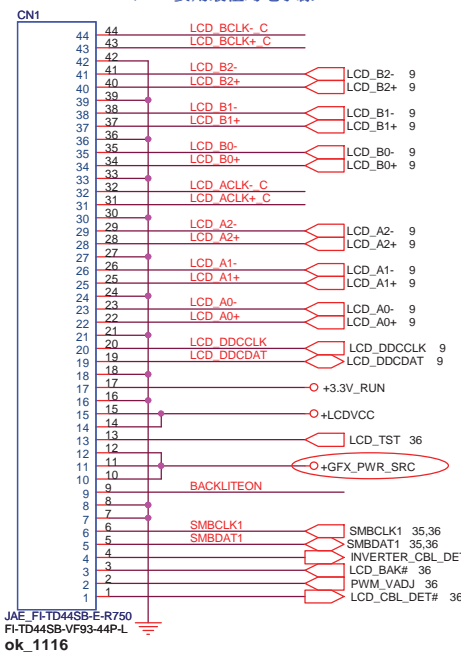 CN1
44 44 LCD_BCLK-_C
43 43 LCD_BCLK+_C
42 42
41 41 LCD_B2- LCD_B2- 9
40 40 LCD_B2+ LCD_B2+ 9
39 39
38 38 LCD_B1- LCD_B1- 9
37 37 LCD_B1+ LCD_B1+ 9
36 36
35 35 LCD_B0- LCD_B0- 9
34 34 LCD_B0+ LCD_B0+ 9
33 33
32 32 LCD_ACLK-_C
31 31 LCD_ACLK+_C
30 30
29 29 LCD_A2- LCD_A2- 9
28 28 LCD_A2+ LCD_A2+ 9
27 27
26 26 LCD_A1- LCD_A1- 9
25 25 LCD_A1+ LCD_A1+ 9
24 24
23 23 LCD_A0- LCD_A0- 9
22 22 LCD_A0+ LCD_A0+ 9
21 21
20 20 LCD_DDCCLK LCD_DDCCLK 9
19 19 LCD_DDCDAT LCD_DDCDAT 9
18 18
17 17 +3.3V_RUN
16 16
15 15 +LCDVCC
14 14
13 13 LCD_TST 36
12 12
11 11 +GFX_PWR_SRC
10 10
9 9 BACKLITEON
8 8
7 7
6 6 SMBCLK1 SMBCLK1 35,36
5 5 SMBDAT1 SMBDAT1 35,36
4 4 INVERTER_CBL_DET
3 3 LCD_BAK# 36
2 2 PWM_VADJ 36
1 1 LCD_CBL_DET# 36
JAE_FI-TD44SB-E-R750
FI-TD44SB-VF93-44P-L
ok_1116